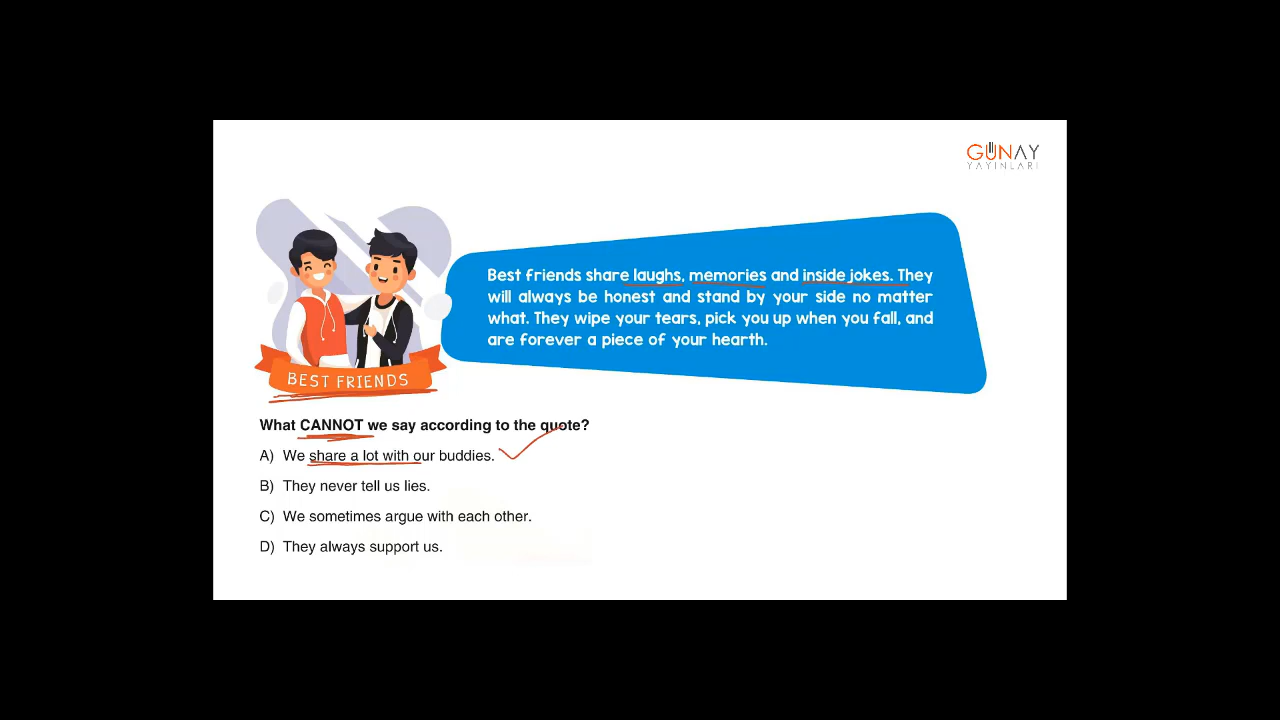 GÜNAY
YAYINLARI
Best friends share laughs, memories and inside jokes. They
will always be honest and stand by your side no matter
what. They wipe your tears, pick you up when you fall, and
are forever a piece of your hearth.
BEST FRIENDS
What CANNOT we say according to the quote?
A) We share a lot with our buddies.
B) They never tell us lies.
C) We sometimes argue with each other.
D) They always support us.